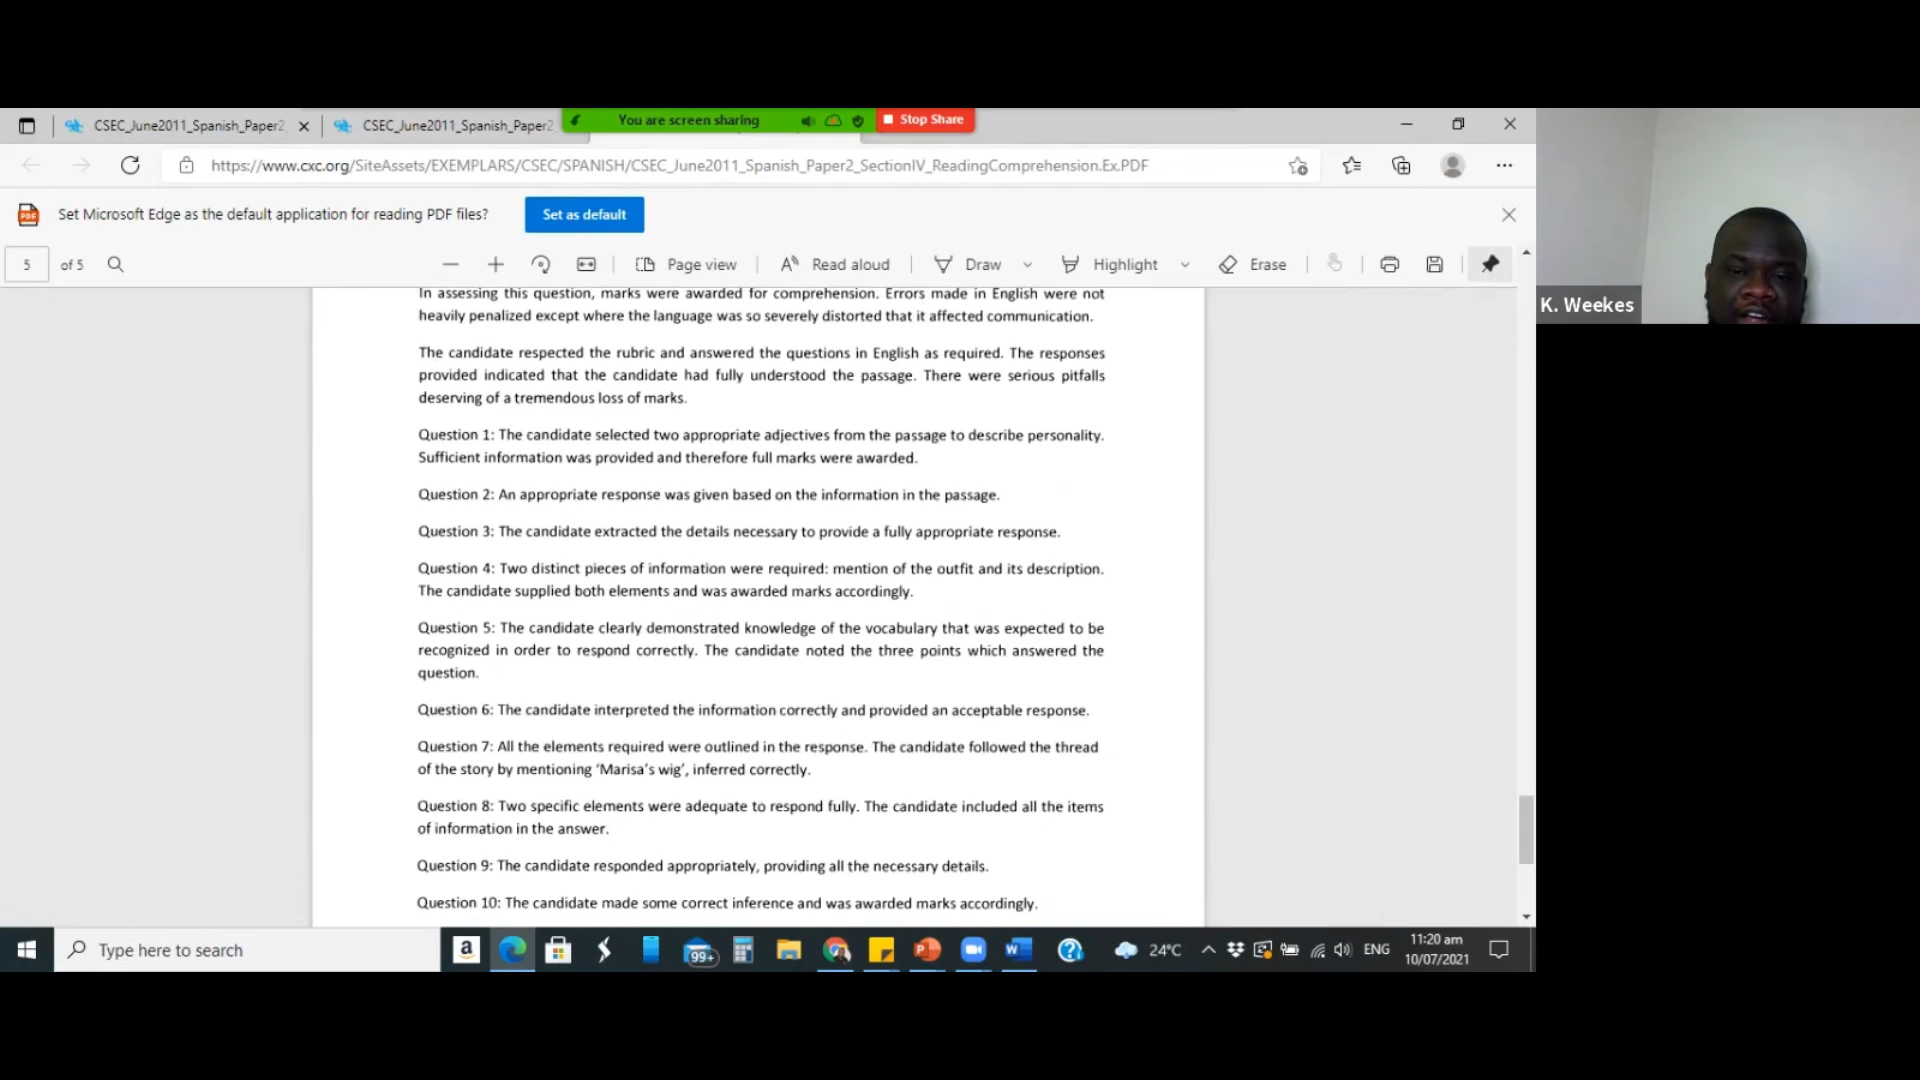 CSEC_June2011_Spanish_Paper2
CSEC_June2011_Spanish_Paper2
You are screen sharing
Stop Share
https://www.cxc.org/SiteAssets/EXEMPLARS/CSEC/SPANISH/CSEC_June2011_Spanish_Paper2_SectionIV_ReadingComprehension.Ex.PDF
PDF
Set Microsoft Edge as the default application for reading PDF files?
Set as default
5 of 5
Page view
Read aloud
Draw
Highlight
Erase
K. Weekes
In assessing this question, marks were awarded for comprehension. Errors made in English were not
heavily penalized except where the language was so severely distorted that it affected communication.
The candidate respected the rubric and answered the questions in English as required. The responses
provided indicated that the candidate had fully understood the passage. There were serious pitfalls
deserving of a tremendous loss of marks.
Question 1: The candidate selected two appropriate adjectives from the passage to describe personality.
Sufficient information was provided and therefore full marks were awarded.
Question 2: An appropriate response was given based on the information in the passage.
Question 3: The candidate extracted the details necessary to provide a fully appropriate response.
Question 4: Two distinct pieces of information were required: mention of the outfit and its description.
The candidate supplied both elements and was awarded marks accordingly.
Question 5: The candidate clearly demonstrated knowledge of the vocabulary that was expected to be
recognized in order to respond correctly. The candidate noted the three points which answered the
question.
Question 6: The candidate interpreted the information correctly and provided an acceptable response.
Question 7: All the elements required were outlined in the response. The candidate followed the thread
of the story by mentioning ‘Marisa’s wig’, inferred correctly.
Question 8: Two specific elements were adequate to respond fully. The candidate included all the items
of information in the answer.
Question 9: The candidate responded appropriately, providing all the necessary details.
Question 10: The candidate made some correct inference and was awarded marks accordingly.
Type here to search
99+
24°C
ENG
11:20 am
10/07/2021